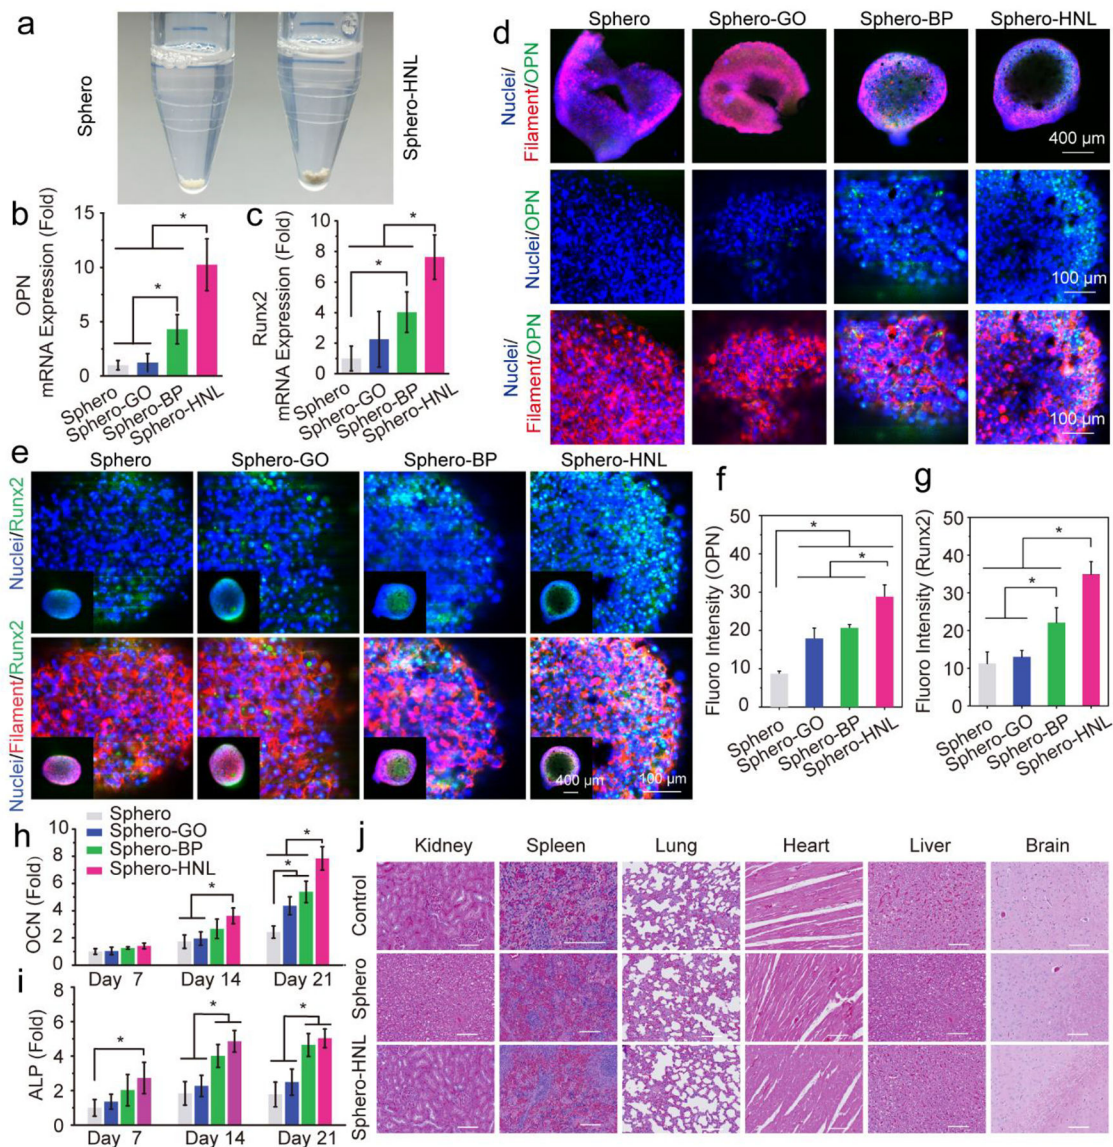 a
Sphero
Sphero-HNL
b
OPN
mRNA Expression (Fold)
15
10
5
0
*
*
Sphero
Sphero-GO
Sphero-BP
Sphero-HNL
c
Runx2
mRNA Expression (Fold)
10
8
6
4
2
0
*
*
Sphero
Sphero-GO
Sphero-BP
Sphero-HNL
d
Sphero Sphero-GO Sphero-BP Sphero-HNL
Nuclei/
Filament/OPN
400 µm
Nuclei/OPN
100 µm
Nuclei/
Filament/OPN
100 µm
e
Sphero Sphero-GO Sphero-BP Sphero-HNL
Nuclei/Runx2
Nuclei/Filament/Runx2
400 µm
100 µm
f
Fluoro Intensity (OPN)
50
40
30
20
10
0
*
*
Sphero
Sphero-GO
Sphero-BP
Sphero-HNL
g
Fluoro Intensity (Runx2)
50
40
30
20
10
0
*
*
Sphero
Sphero-GO
Sphero-BP
Sphero-HNL
h
Sphero
Sphero-GO
Sphero-BP
Sphero-HNL
OCN (Fold)
10
8
6
4
2
0
*
*
*
Day 7 Day 14 Day 21
i
ALP (Fold)
8
6
4
2
0
*
*
*
Day 7 Day 14 Day 21
j
Kidney Spleen Lung Heart Liver Brain
Control
Sphero
Sphero-HNL